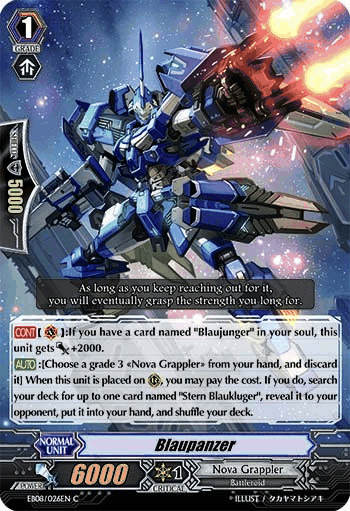 1
GRADE
SHIELD
5000
As long as you keep reaching out for it,
you will eventually grasp the strength you long for.
CONT [ ]:If you have a card named "Blaujunger" in your soul, this
unit gets +2000.
AUTO :[Choose a grade 3 «Nova Grappler» from your hand, and discard
it] When this unit is placed on , you may pay the cost. If you do, search
your deck for up to one card named "Stern Blaukluger", reveal it to your
opponent, put it into your hand, and shuffle your deck.
NORMAL
UNIT
Blaupanzer
POWER
6000
1
CRITICAL
Nova Grappler
Battleroid
EB08/026EN C
© ILLUST / タカヤマトシアキ